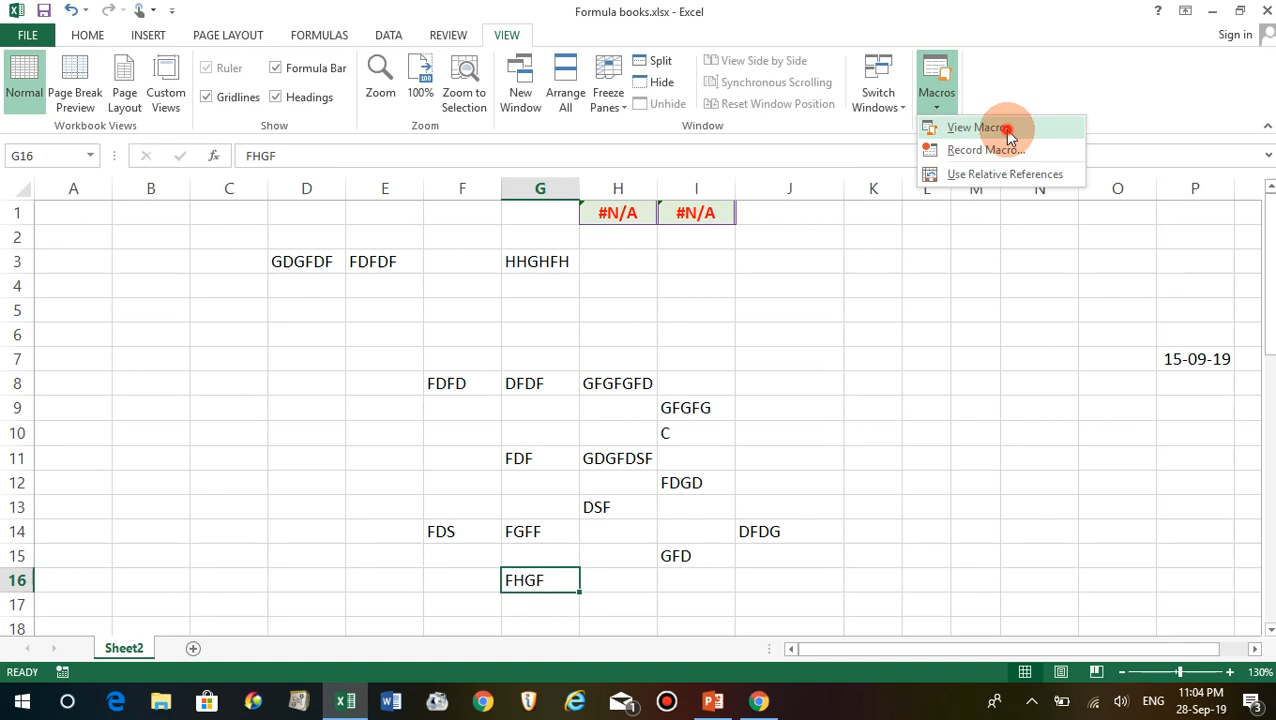 Formula books.xlsx - Excel
?
FILE HOME INSERT PAGE LAYOUT FORMULAS DATA REVIEW VIEW Sign in
Normal Page Break Preview Page Layout Custom Views
Ruler Formula Bar
Gridlines Headings
Zoom 100% Zoom to Selection
New Window Arrange All Freeze Panes
Split
Hide
Unhide
View Side by Side
Synchronous Scrolling
Reset Window Position
Switch Windows
Macros
Workbook Views Show Zoom Window
View Macros
Record Macro...
Use Relative References
G16 fx FHGF
A B C D E F G H I J K L M N O P
1 #N/A #N/A
2
3 GDGFDF FDFDF HHGHFH
4
5
6
7 15-09-19
8 FDFD DFDF GFGFGFD
9 GFGFG
10 C
11 FDF GDGFDSF
12 FDGD
13 DSF
14 FDS FGFF DFDG
15 GFD
16 FHGF
17
18
Sheet2
READY 130%
1 ENG 11:04 PM 3
28-Sep-19